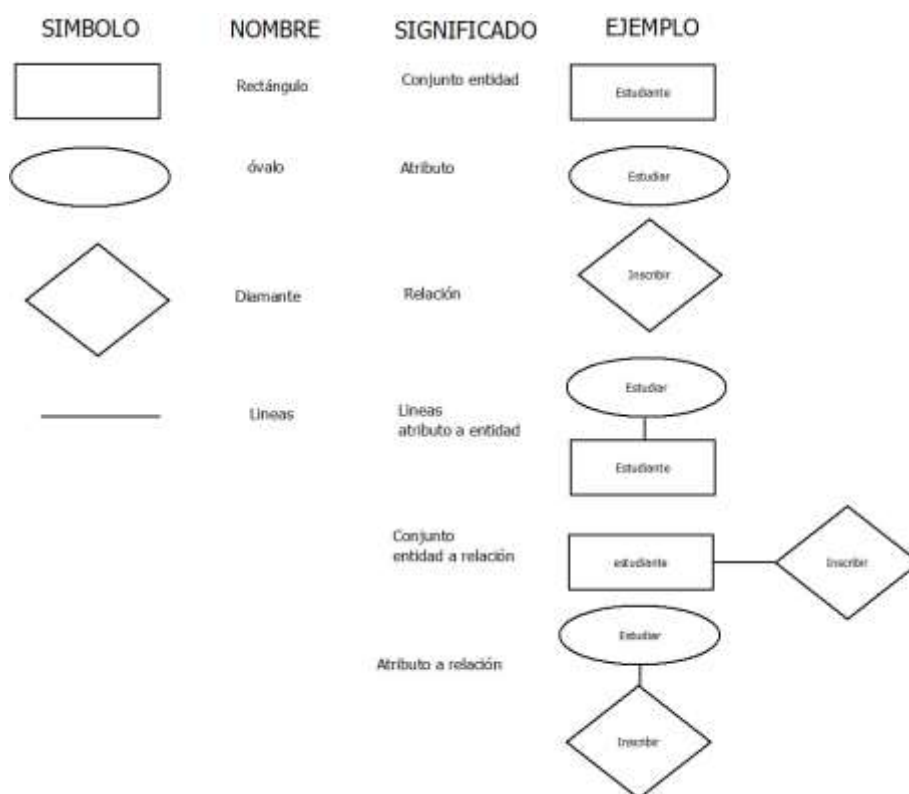 SIMBOLO NOMBRE SIGNIFICADO EJEMPLO
Rectángulo Conjunto entidad Estudiante
óvalo Atributo Estudiar
Diamante Relación Inscribir
Lineas Lineas
atributo a entidad
Estudiar
Estudiante
Conjunto
entidad a relación
estudiante Inscribir
Estudiar
Atributo a relación
Inscribir